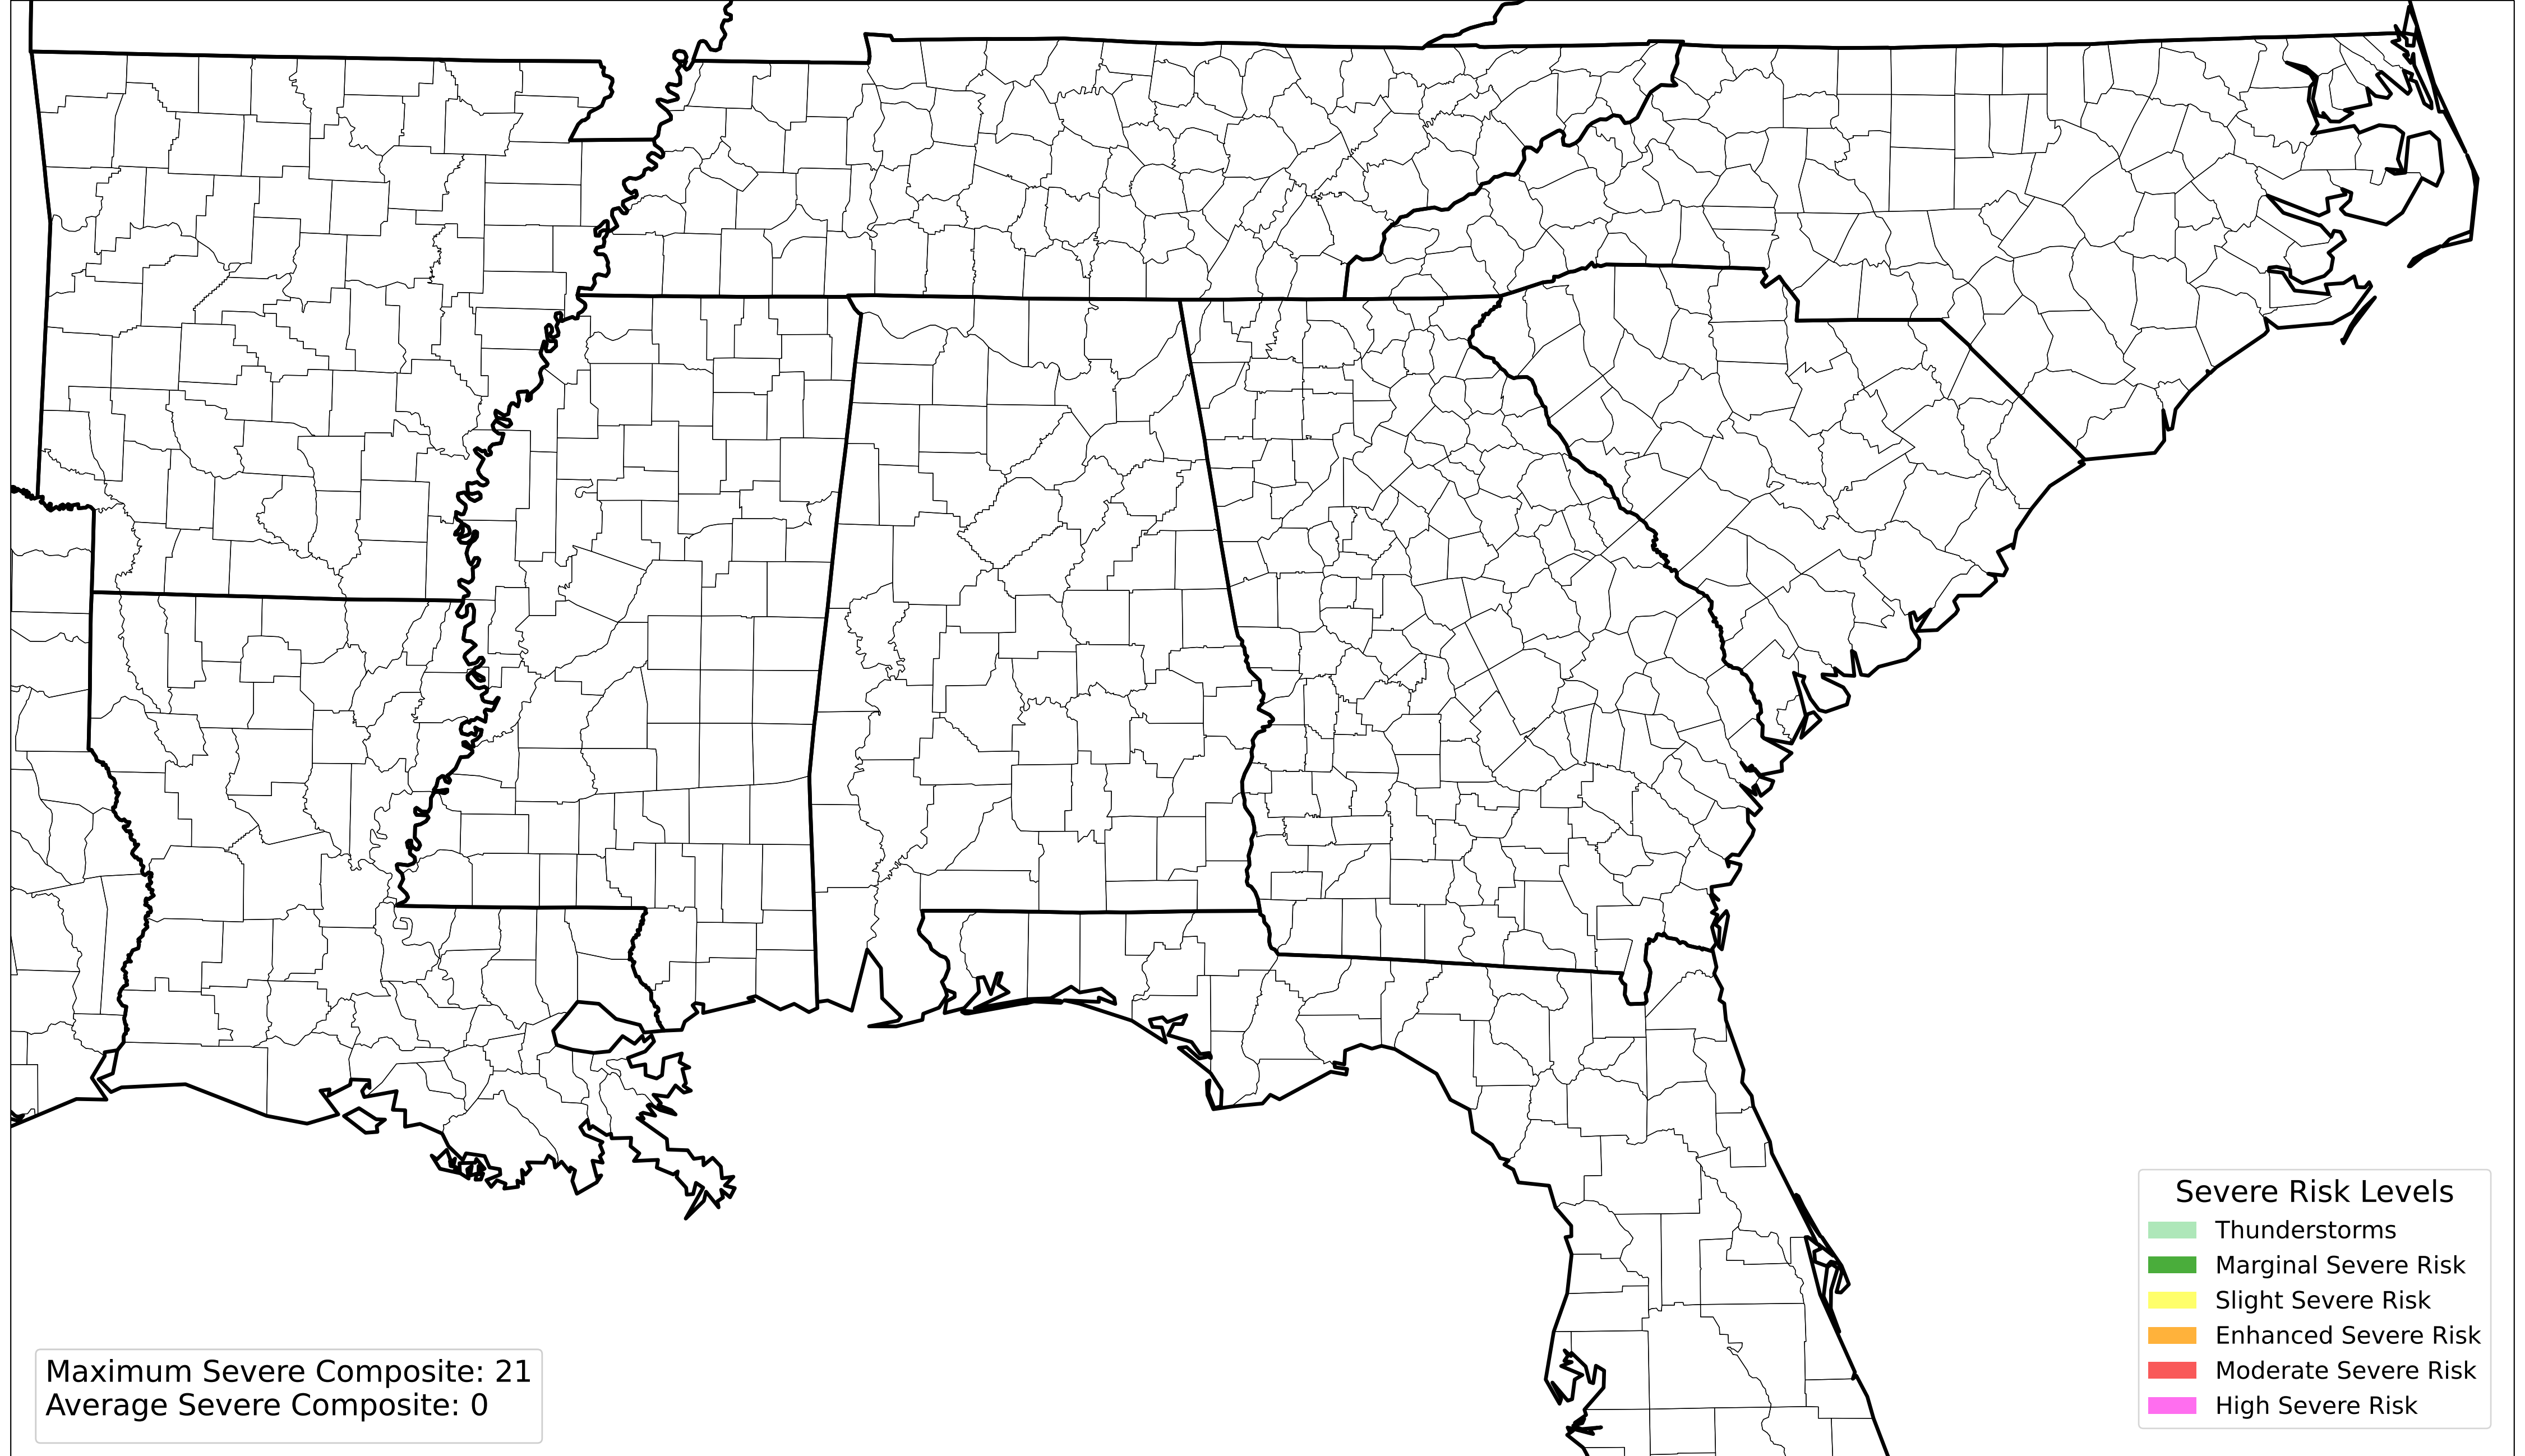 Severe Risk Levels
Thunderstorms
Marginal Severe Risk
Slight Severe Risk
Enhanced Severe Risk
Moderate Severe Risk
High Severe Risk
Maximum Severe Composite: 21
Average Severe Composite: 0